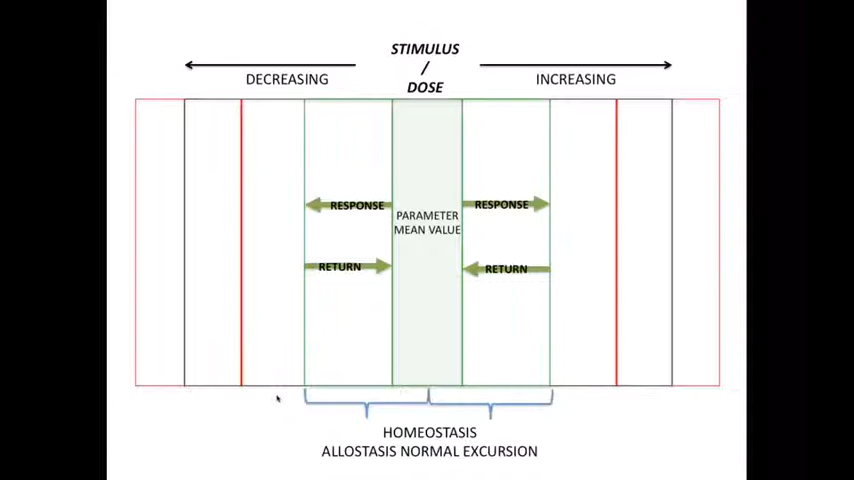 STIMULUS
/
DOSE
DECREASING
INCREASING
RESPONSE
RESPONSE
PARAMETER
MEAN VALUE
RETURN
RETURN
HOMEOSTASIS
ALLOSTASIS NORMAL EXCURSION